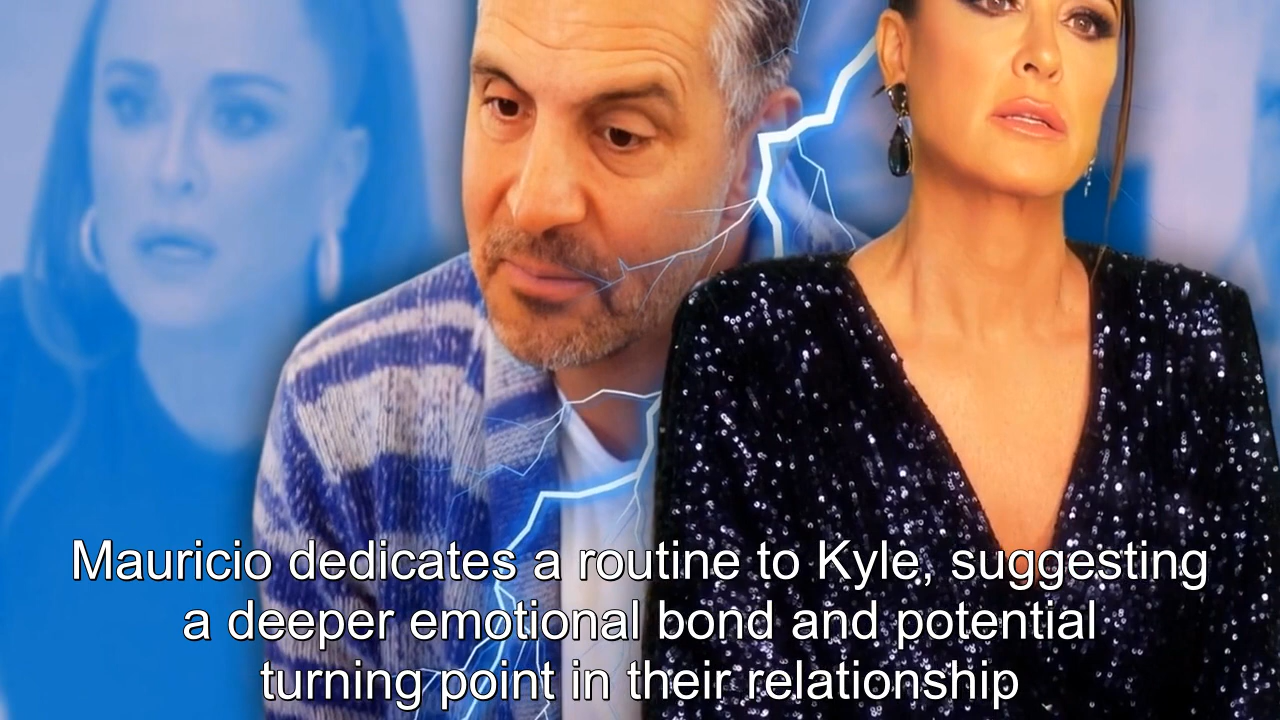 Mauricio dedicates a routine to Kyle, suggesting
a deeper emotional bond and potential
turning point in their relationship